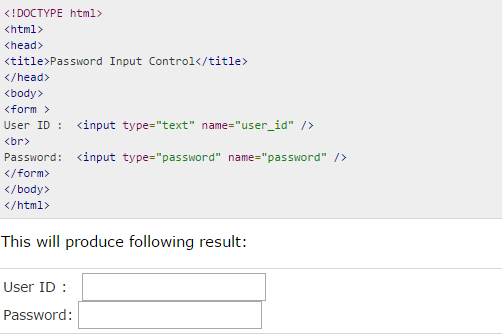 <!DOCTYPE html>
<html>
<head>
<title>Password Input Control</title>
</head>
<body>
<form >
User ID :  <input type="text" name="user_id" />
<br>
Password:  <input type="password" name="password" />
</form>
</body>
</html>
This will produce following result:
User ID :
Password: